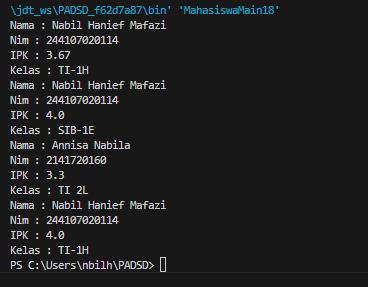 \jdt_ws\PADSD_f62d7a87\bin' 'MahasiswaMain18'
Nama : Nabil Hanief Mafazi
Nim : 244107020114
IPK : 3.67
Kelas : TI-1H
Nama : Nabil Hanief Mafazi
Nim : 244107020114
IPK : 4.0
Kelas : SIB-1E
Nama : Annisa Nabila
Nim : 2141720160
IPK : 3.3
Kelas : TI 2L
Nama : Nabil Hanief Mafazi
Nim : 244107020114
IPK : 4.0
Kelas : TI-1H
PS C:\Users\nbilh\PADSD>